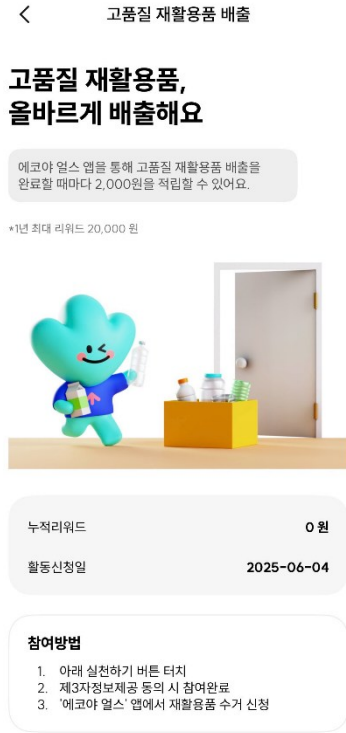 고품질 재활용품 배출
고품질 재활용품,
올바르게 배출해요
에코야 얼스 앱을 통해 고품질 재활용품 배출을
완료할 때마다 2,000원을 적립할 수 있어요.
*1년 최대 리워드 20,000 원
누적리워드 0 원
활동신청일 2025-06-04
참여방법
1. 아래 실천하기 버튼 터치
2. 제3자정보제공 동의 시 참여완료
3. '에코야 얼스' 앱에서 재활용품 수거 신청